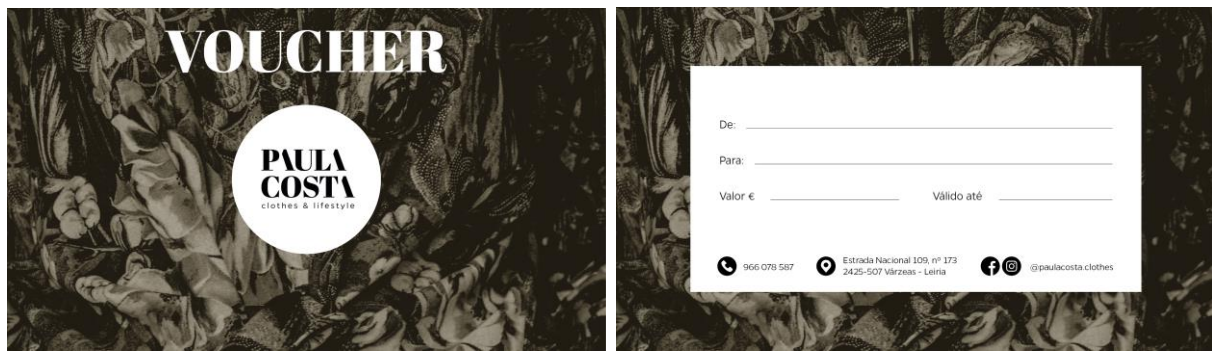 VOUCHER
PAULA
COSTA
clothes & lifestyle
De:
Para:
Valor €
Válido até
966 078 587
Estrada Nacional 109, nº 173
2425-507 Várzeas - Leiria
@paulacosta.clothes